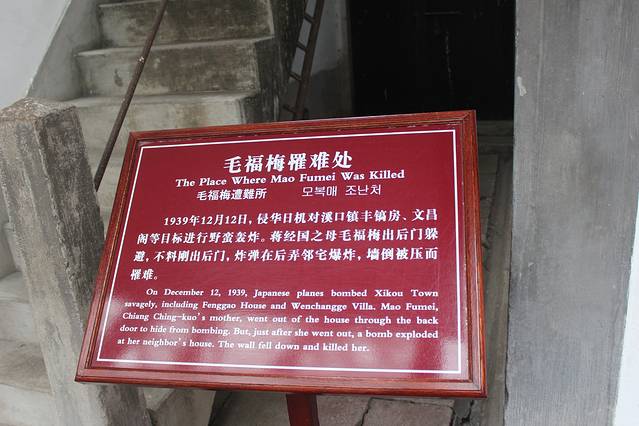 毛福梅罹难处
The Place Where Mao Fumei Was Killed
毛福梅遭難所 모복매 조난처
1939年12月12日，侵华日机对溪口镇丰镐房、文昌
阁等目标进行野蛮轰炸。蒋经国之母毛福梅出后门躲
避，不料刚出后门，炸弹在后弄邻宅爆炸，墙倒被压而
罹难。
On December 12, 1939, Japanese planes bombed Xikou Town
savagely, including Fenggao House and Wenchangge Villa. Mao Fumei,
Chiang Ching-kuo's mother, went out of the house through the back
door to hide from bombing. But, just after she went out, a bomb exploded
at her neighbor's house. The wall fell down and killed her.